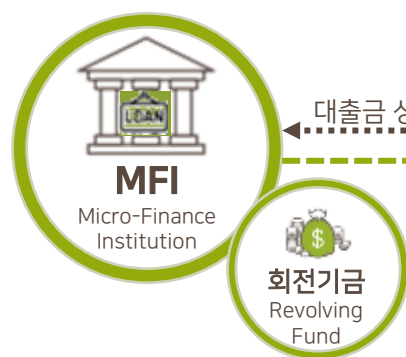 LOAN
대출금
MFI
Micro-Finance
Institution
$
회전기금
Revolving
Fund